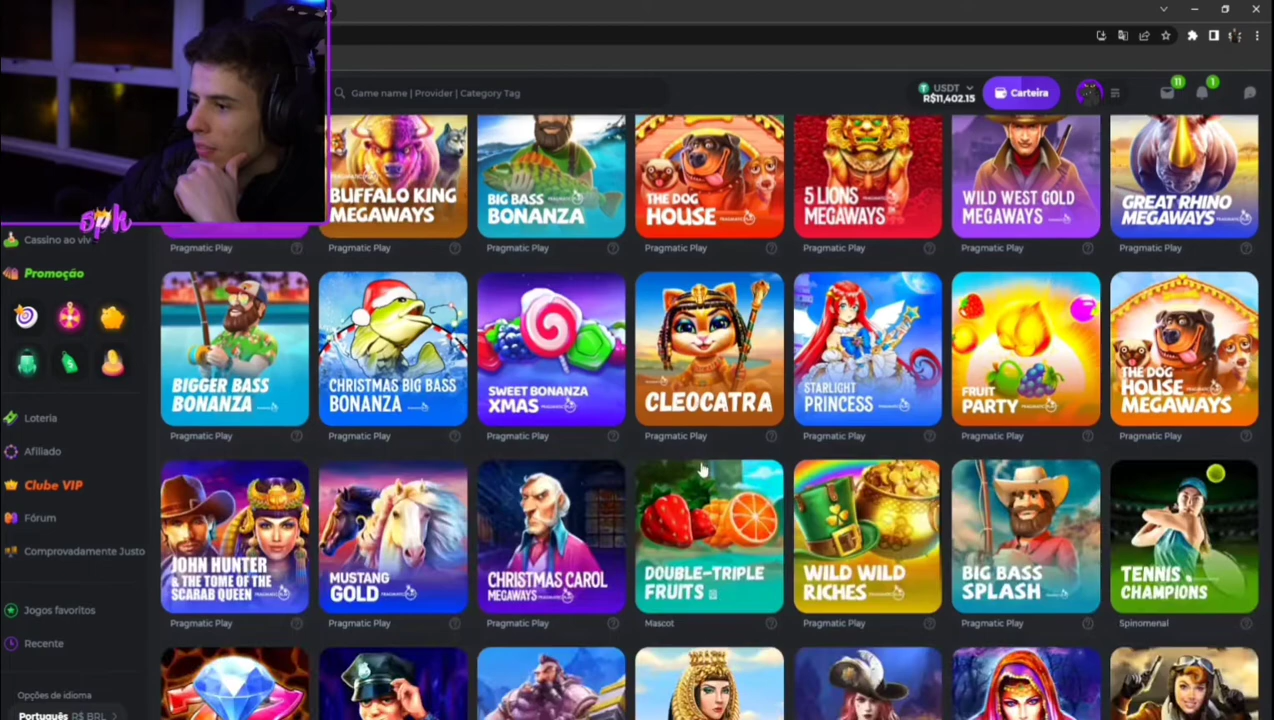 Game name | Provider | Category Tag
USDT
R$11,402.15
Carteira
11
1
BUFFALO KING
MEGAWAYS
BIG BASS
BONANZA
THE DOG
HOUSE
5 LIONS
MEGAWAYS
WILD WEST GOLD
MEGAWAYS
GREAT RHINO
MEGAWAYS
Pragmatic Play
Pragmatic Play
Pragmatic Play
Pragmatic Play
Pragmatic Play
Pragmatic Play
Pragmatic Play
sph
Cassino ao viv
Promoção
Loteria
Afiliado
Clube VIP
Fórum
Comprovadamente Justo
Jogos favoritos
Recente
Opções de idioma
Português R$ BRL
BIGGER BASS
BONANZA
CHRISTMAS BIG BASS
BONANZA
SWEET BONANZA
XMAS
CLEOCATRA
STARLIGHT
PRINCESS
FRUIT
PARTY
THE DOG
HOUSE
MEGAWAYS
Pragmatic Play
Pragmatic Play
Pragmatic Play
Pragmatic Play
Pragmatic Play
Pragmatic Play
Pragmatic Play
JOHN HUNTER
& THE TOME OF THE
SCARAB QUEEN
MUSTANG
GOLD
CHRISTMAS CAROL
MEGAWAYS
DOUBLE-TRIPLE
FRUITS
WILD WILD
RICHES
BIG BASS
SPLASH
TENNIS
CHAMPIONS
Pragmatic Play
Pragmatic Play
Pragmatic Play
Mascot
Pragmatic Play
Pragmatic Play
Spinomenal